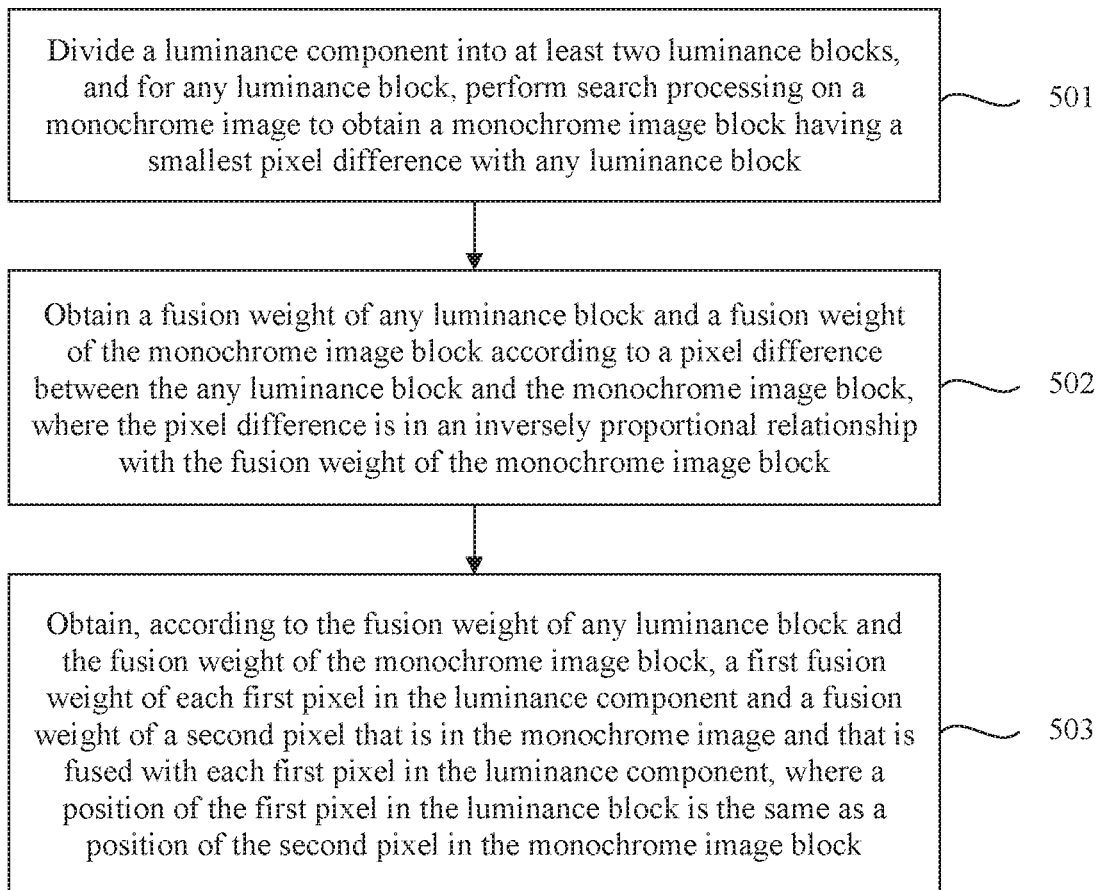 Divide a luminance component into at least two luminance blocks,
and for any luminance block, perform search processing on a
monochrome image to obtain a monochrome image block having a
smallest pixel difference with any luminance block
501
Obtain a fusion weight of any luminance block and a fusion weight
of the monochrome image block according to a pixel difference
between the any luminance block and the monochrome image block,
where the pixel difference is in an inversely proportional relationship
with the fusion weight of the monochrome image block
502
Obtain, according to the fusion weight of any luminance block and
the fusion weight of the monochrome image block, a first fusion
weight of each first pixel in the luminance component and a fusion
weight of a second pixel that is in the monochrome image and that is
fused with each first pixel in the luminance component, where a
position of the first pixel in the luminance block is the same as a
position of the second pixel in the monochrome image block
503